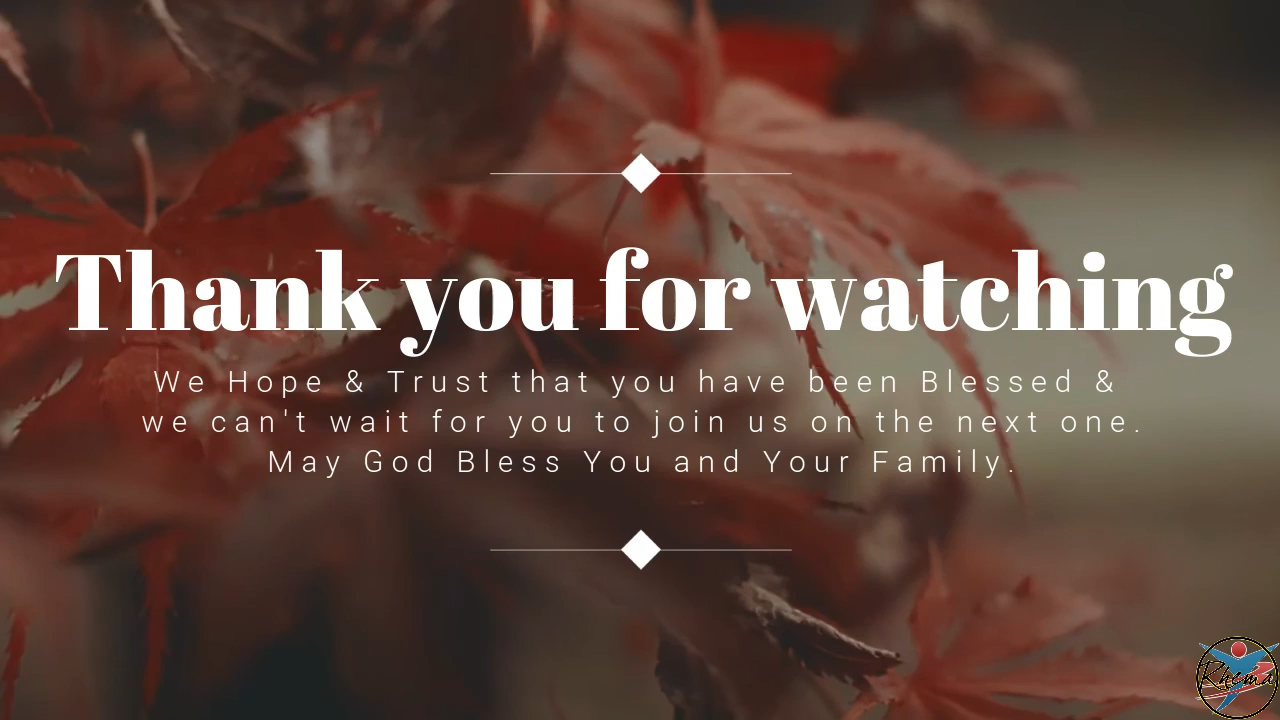 Thank you for watching
We Hope & Trust that you have been Blessed &
we can't wait for you to join us on the next one.
May God Bless You and Your Family.
Rhema